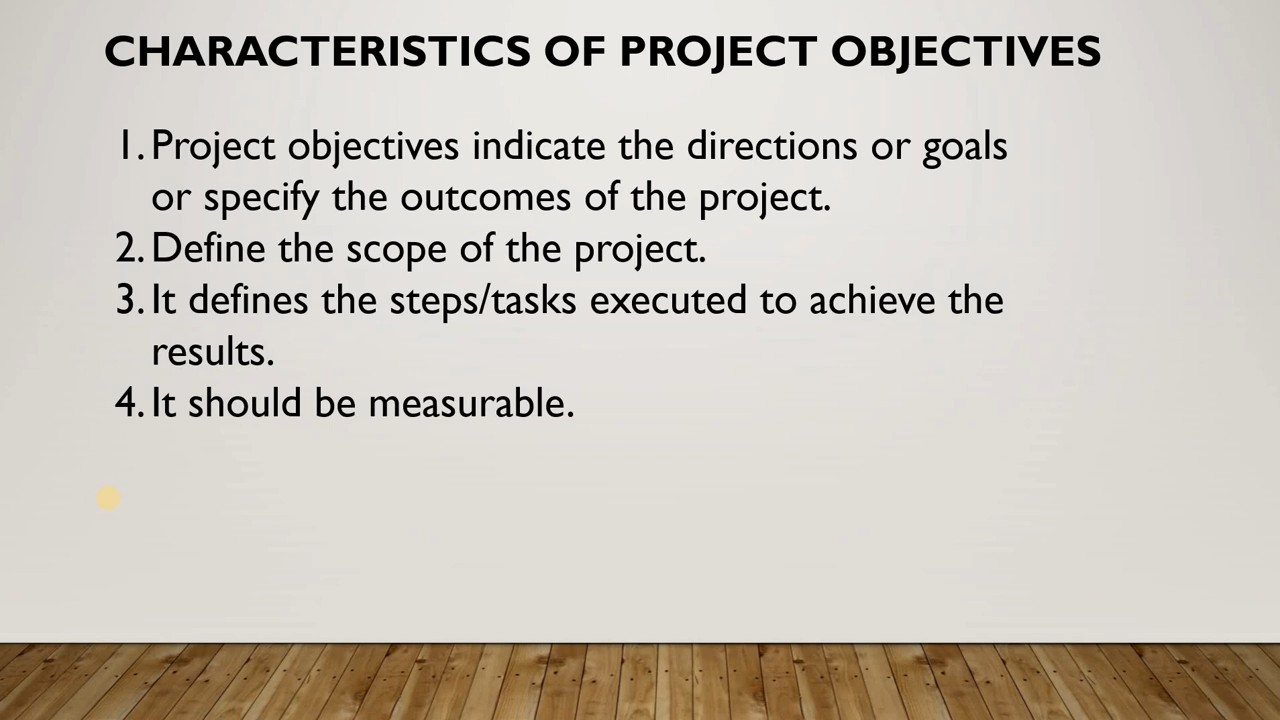 CHARACTERISTICS OF PROJECT OBJECTIVES
1. Project objectives indicate the directions or goals
or specify the outcomes of the project.
2. Define the scope of the project.
3. It defines the steps/tasks executed to achieve the
results.
4. It should be measurable.